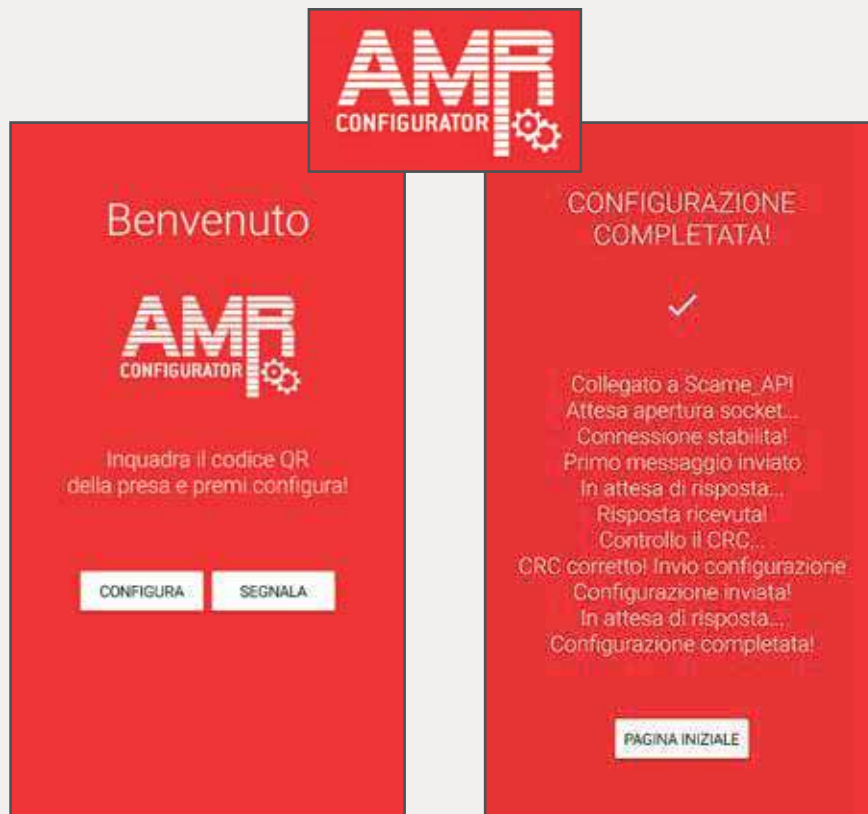 AMR
CONFIGURATOR
Benvenuto
AMR
CONFIGURATOR
Inquadra il codice QR
della presa e premi configura!
CONFIGURA
SEGNALA
CONFIGURAZIONE
COMPLETATA!
Collegato a Scame_AP!
Attesa apertura socket...
Connessione stabilita!
Primo messaggio inviato
In attesa di risposta...
Risposta ricevuta!
Controllo il CRC...
CRC corretto! Invio configurazione
Configurazione inviata!
In attesa di risposta...
Configurazione completata!
PAGINA INIZIALE